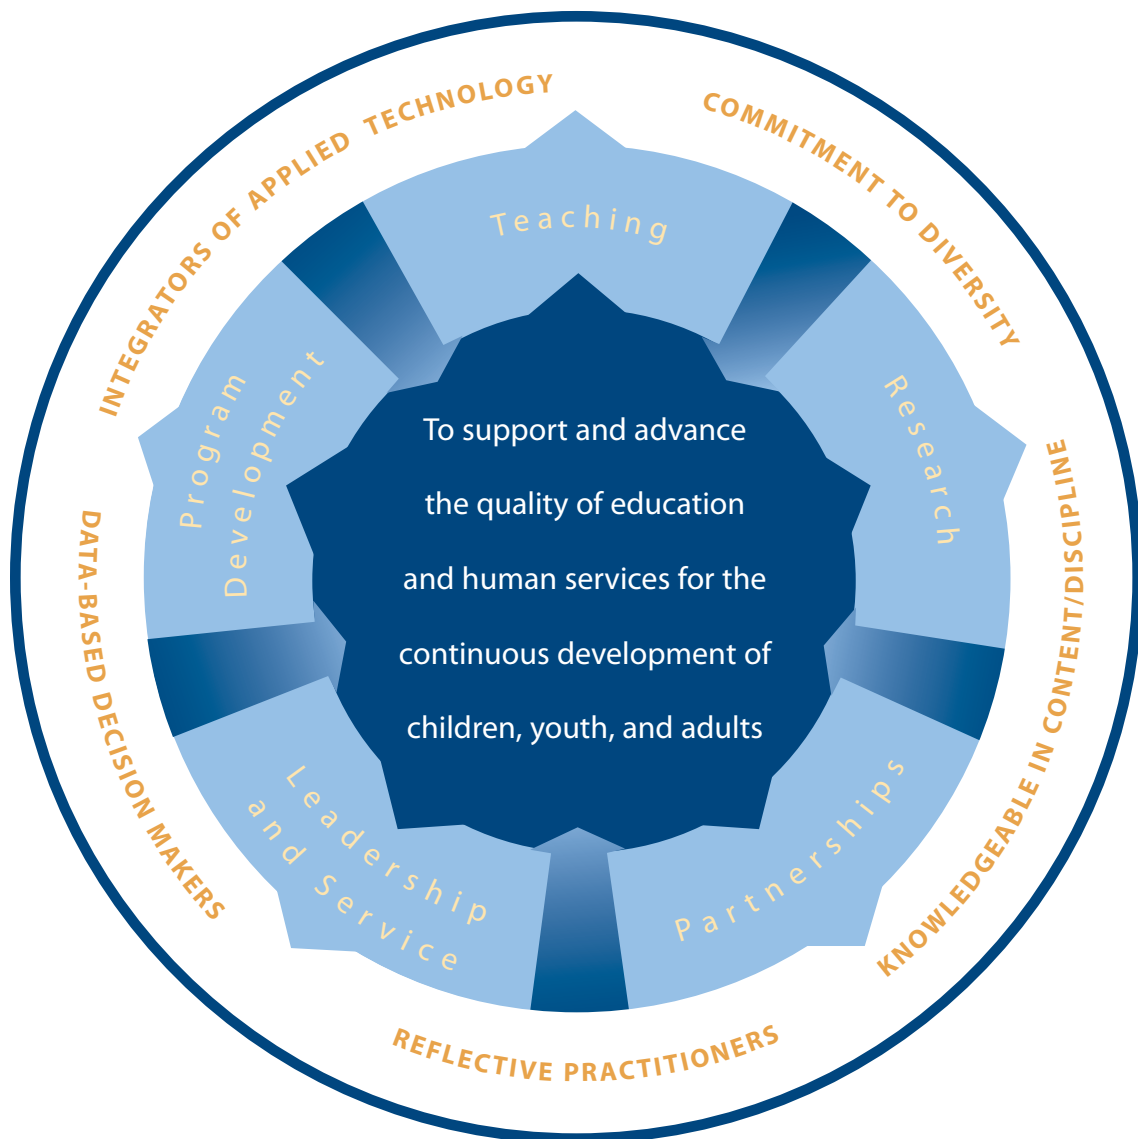 INTEGRATORS OF APPLIED TECHNOLOGY
COMMITMENT TO DIVERSITY
KNOWLEDGEABLE IN CONTENT/DISCIPLINE
REFLECTIVE PRACTITIONERS
DATA-BASED DECISION MAKERS
Teaching
Research
Partnerships
Leadership
and Service
Program
Development
To support and advance
the quality of education
and human services for the
continuous development of
children, youth, and adults